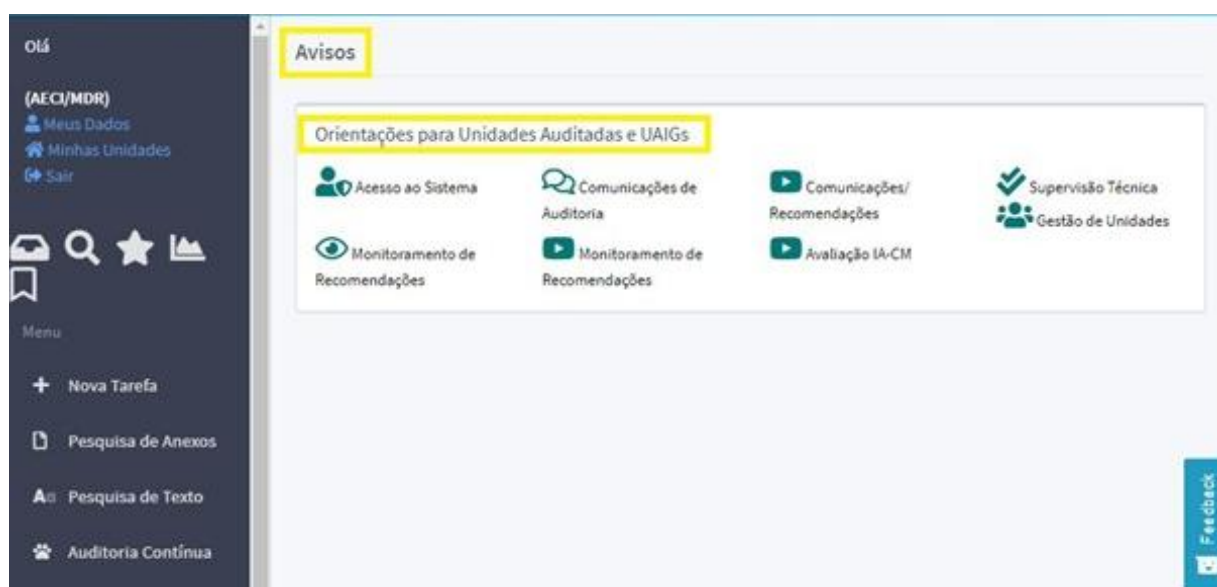 Olá
(AECI/MDR)
Meus Dados
Minhas Unidades
Sair
Menu
Nova Tarefa
Pesquisa de Anexos
Pesquisa de Texto
Auditoria Contínua
Avisos
Orientações para Unidades Auditadas e UAIGs
Acesso ao Sistema
Comunicações de
Auditoria
Comunicações/
Recomendações
Supervisão Técnica
Gestão de Unidades
Monitoramento de
Recomendações
Monitoramento de
Recomendações
Avaliação IA-CM
Feedback